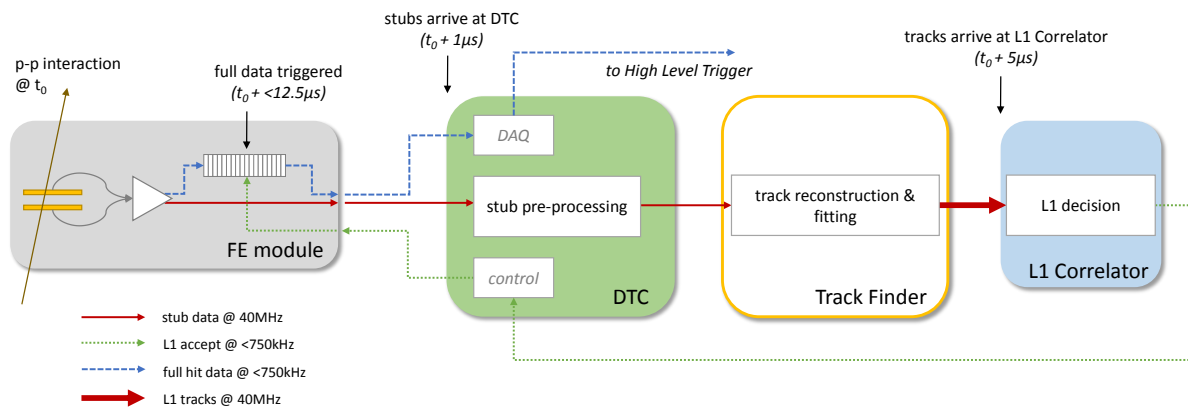 stubs arrive at DTC
(t0 + 1μs)
tracks arrive at L1 Correlator
(t0 + 5μs)
p-p interaction
@ t0
full data triggered
(t0 + <12.5μs)
to High Level Trigger
DAQ
stub pre-processing
track reconstruction &
fitting
L1 decision
FE module
control
DTC
Track Finder
L1 Correlator
stub data @ 40MHz
L1 accept @ <750kHz
full hit data @ <750kHz
L1 tracks @ 40MHz